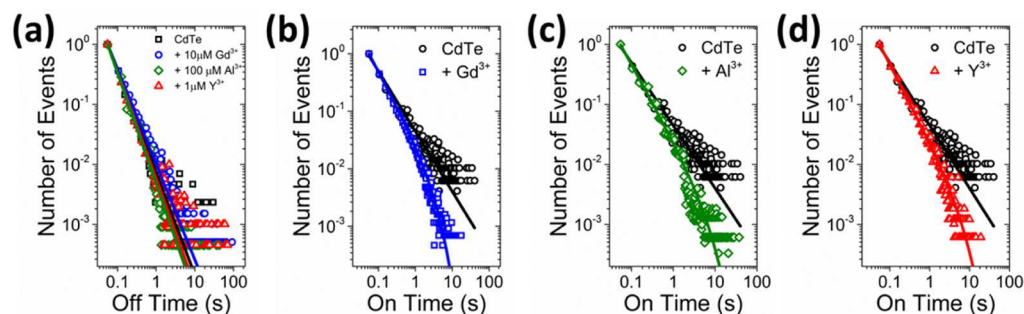 (a)
Number of Events
10⁰
10⁻¹
10⁻²
10⁻³
CdTe
+ 10μM Gd³⁺
+ 100 μM Al³⁺
+ 1μM Y³⁺
0.1 1 10 100
Off Time (s)
(b)
Number of Events
10⁰
10⁻¹
10⁻²
10⁻³
CdTe
+ Gd³⁺
0.1 1 10 100
On Time (s)
(c)
Number of Events
10⁰
10⁻¹
10⁻²
10⁻³
CdTe
+ Al³⁺
0.1 1 10 100
On Time (s)
(d)
Number of Events
10⁰
10⁻¹
10⁻²
10⁻³
CdTe
+ Y³⁺
0.1 1 10 100
On Time (s)